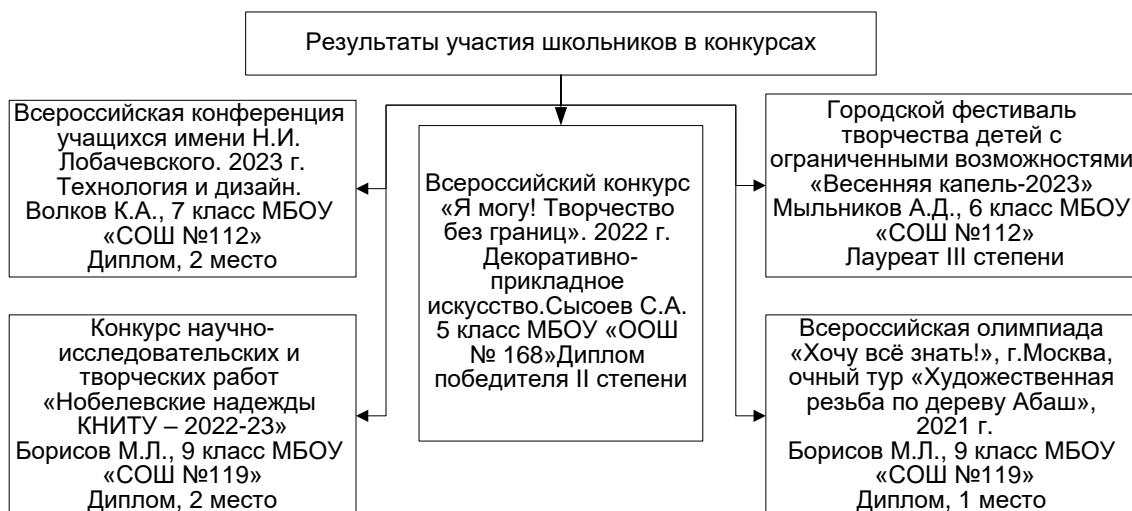 Результаты участия школьников в конкурсах
Всероссийская конференция
учащихся имени Н.И.
Лобачевского. 2023 г.
Технология и дизайн.
Волков К.А., 7 класс МБОУ
«СОШ №112»
Диплом, 2 место
Всероссийский конкурс
«Я могу! Творчество
без границ». 2022 г.
Декоративно-
прикладное
искусство.Сысоев С.А.
5 класс МБОУ «ООШ
№ 168»Диплом
победителя II степени
Городской фестиваль
творчества детей с
ограниченными возможностями
«Весенняя капель-2023»
Мыльников А.Д., 6 класс МБОУ
«СОШ №112»
Лауреат III степени
Конкурс научно-
исследовательских и
творческих работ
«Нобелевские надежды
КНИТУ – 2022-23»
Борисов М.Л., 9 класс МБОУ
«СОШ №119»
Диплом, 2 место
Всероссийская олимпиада
«Хочу всё знать!», г.Москва,
очный тур «Художественная
резьба по дереву Абаш»,
2021 г.
Борисов М.Л., 9 класс МБОУ
«СОШ №119»
Диплом, 1 место